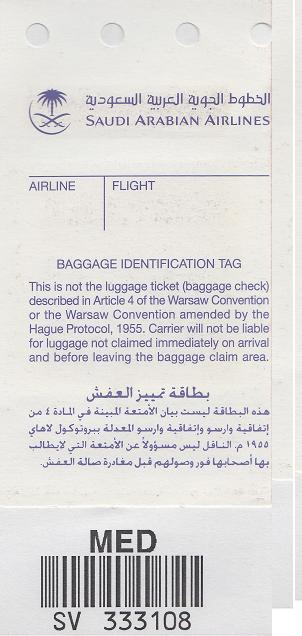 الخطوط الجوية العربية السعودية
SAUDI ARABIAN AIRLINES
AIRLINE FLIGHT
BAGGAGE IDENTIFICATION TAG
This is not the luggage ticket (baggage check)
described in Article 4 of the Warsaw Convention
or the Warsaw Convention amended by the
Hague Protocol, 1955. Carrier will not be liable
for luggage not claimed immediately on arrival
and before leaving the baggage claim area.
بطاقة تمييز العفش
هذه البطاقة ليست بيان الأمتعة المبينة في المادة ٤ من
إتفاقية وارسو وإتفاقية وارسو المعدلة ببروتوكول لاهاي
١٩٥٥ م. الناقل ليس مسؤولاً عن الأمتعة التي لايطالب
بها أصحابها فور وصولهم قبل مغادرة صالة العفش.
MED
SV 333108